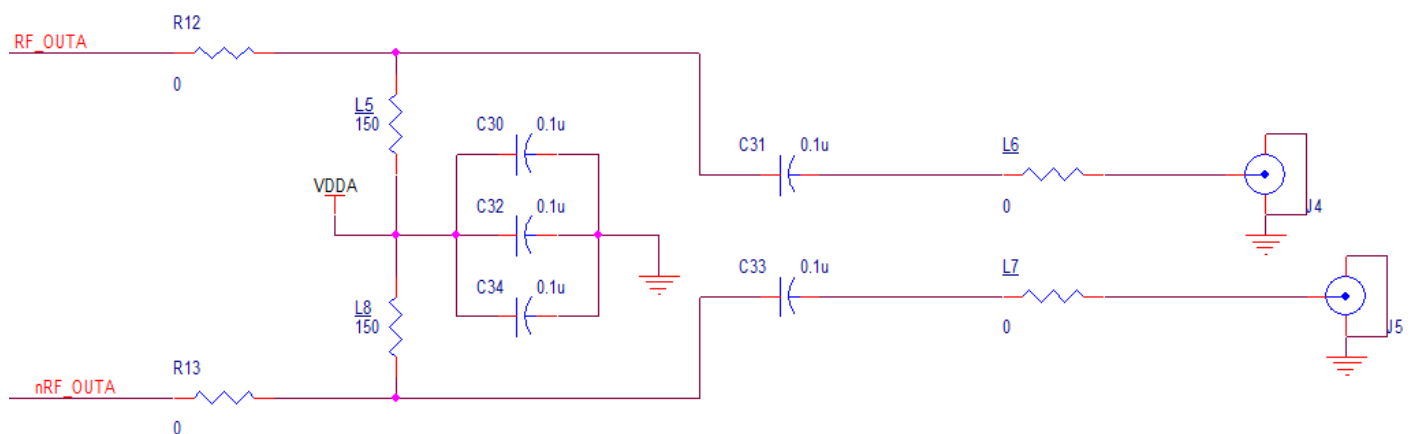 R12
RF_OUTA
0
L5
150
C30 0.1u
C31 0.1u
L6
VDDA
C32 0.1u
0
J4
C33 0.1u
L7
C34 0.1u
L8
150
0
J5
R13
nRF_OUTA
0